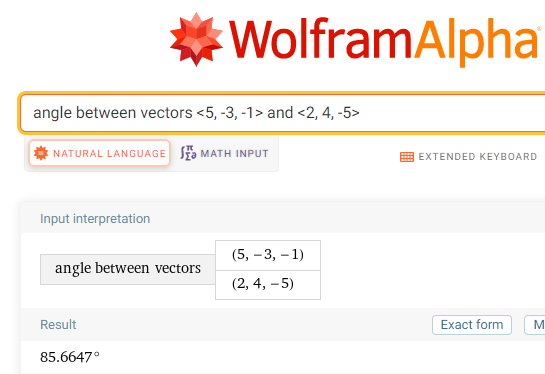 WolframAlpha
angle between vectors <5, -3, -1> and <2, 4, -5>
NATURAL LANGUAGE MATH INPUT EXTENDED KEYBOARD
Input interpretation
angle between vectors
(5, −3, −1)
(2, 4, −5)
Result Exact form M
85.6647°